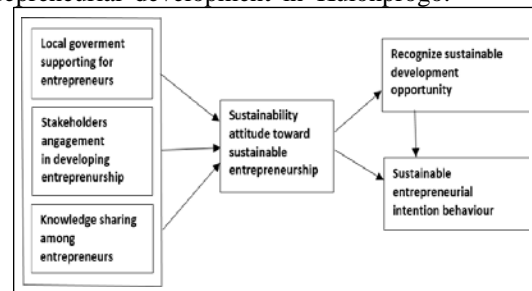 entrepreneurial development in Kulonprogo.
Local goverment
supporting for
entrepreneurs
Stakeholders
angagement
in developing
entreprenurship
Knowledge sharing
among
entrepreneurs
Sustainability
attitude toward
sustainable
entrepreneurship
Recognize sustainable
development
opportunity
Sustainable
entrepreneurial
intention behaviour